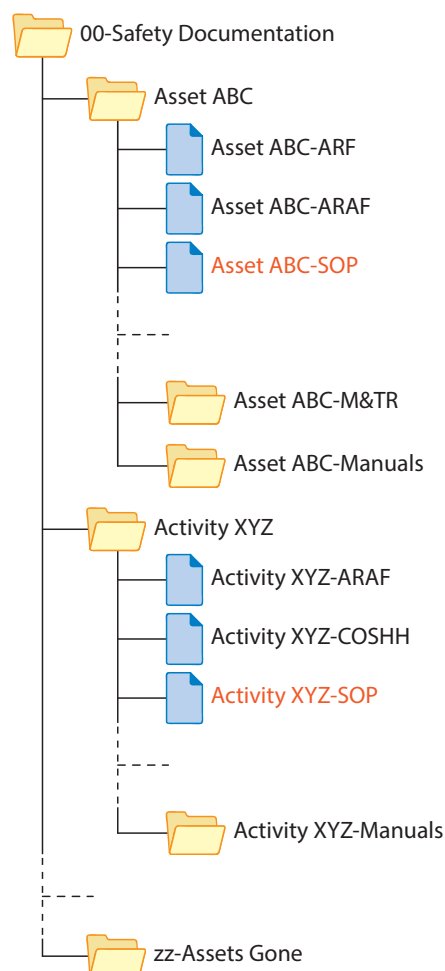 00-Safety Documentation
Asset ABC
Asset ABC-ARF
Asset ABC-ARAF
Asset ABC-SOP
Asset ABC-M&TR
Asset ABC-Manuals
Activity XYZ
Activity XYZ-ARAF
Activity XYZ-COSHH
Activity XYZ-SOP
Activity XYZ-Manuals
zz-Assets Gone